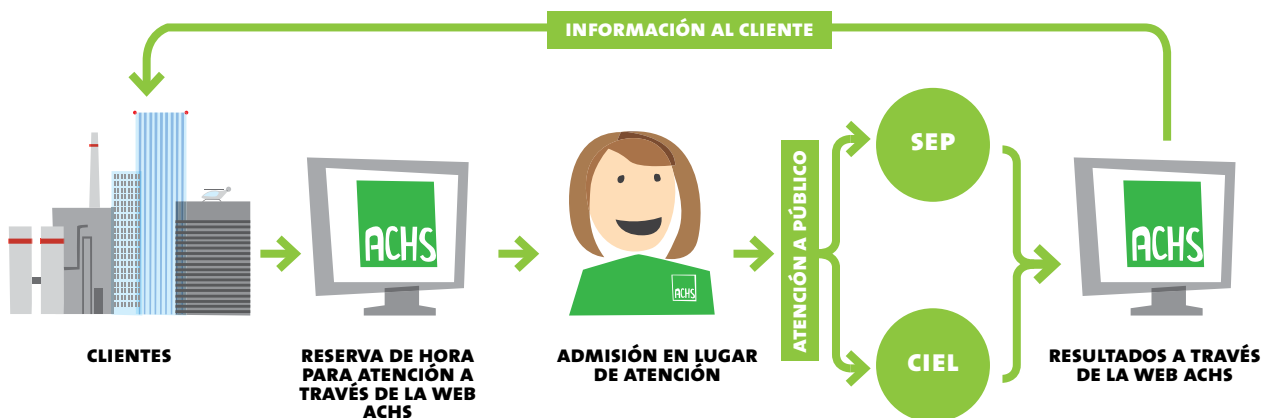 INFORMACIÓN AL CLIENTE
ACHS
ACHS
ATENCIÓN A PÚBLICO
SEP
CIEL
ACHS
CLIENTES
RESERVA DE HORA
PARA ATENCIÓN A
TRAVÉS DE LA WEB
ACHS
ADMISIÓN EN LUGAR
DE ATENCIÓN
RESULTADOS A TRAVÉS
DE LA WEB ACHS